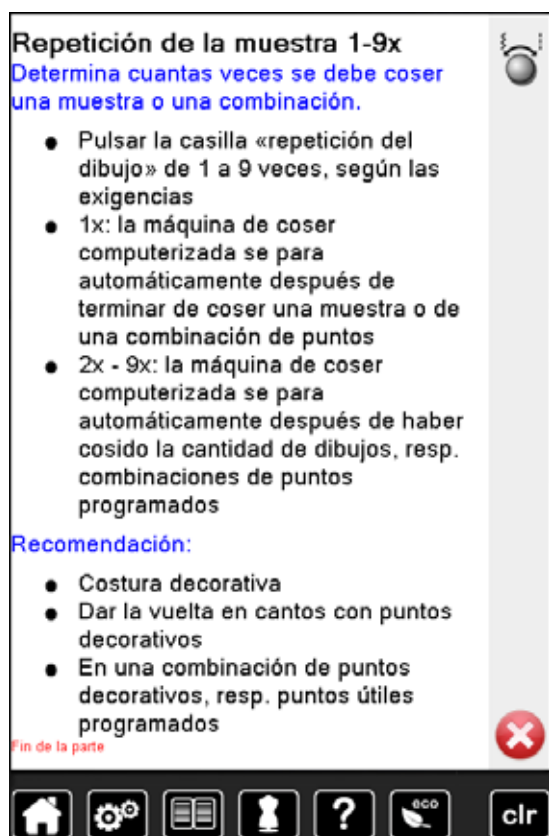 Repetición de la muestra 1-9x
Determina cuantas veces se debe coser
una muestra o una combinación.
● Pulsar la casilla «repetición del
dibujo» de 1 a 9 veces, según las
exigencias
● 1x: la máquina de coser
computerizada se para
automáticamente después de
terminar de coser una muestra o de
una combinación de puntos
● 2x - 9x: la máquina de coser
computerizada se para
automáticamente después de haber
cosido la cantidad de dibujos, resp.
combinaciones de puntos
programados
Recomendación:
● Costura decorativa
● Dar la vuelta en cantos con puntos
decorativos
● En una combinación de puntos
decorativos, resp. puntos útiles
programados
Fin de la parte
? eco clr